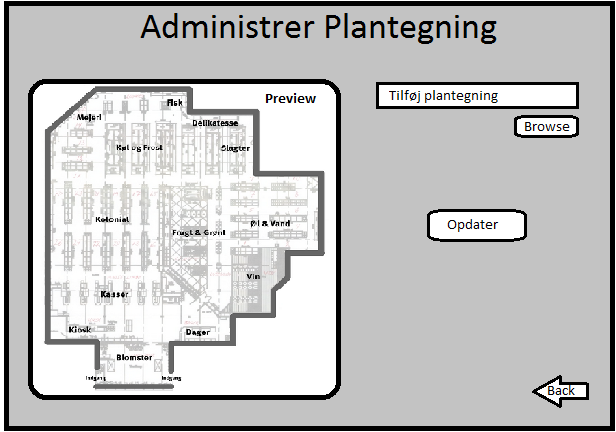 Administrer Plantegning
Preview
Fisk
Mejeri
Delikatesse
Køl og Frost
Slagter
Kolonial
Frugt & Grønt
Øl & Vand
Vin
Kasser
Kiosk
Bager
Blomster
Indgang
Indgang
Tilføj plantegning
Browse
Opdater
Back